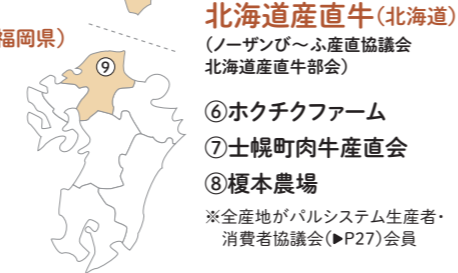 福岡県)
⑨
北海道産直牛(北海道)
(ノーザンび〜ふ産直協議会
北海道産直牛部会)
⑥ホクチクファーム
⑦士幌町肉牛産直会
⑧榎本農場
※全産地がパルシステム生産者・
消費者協議会(▶P27)会員